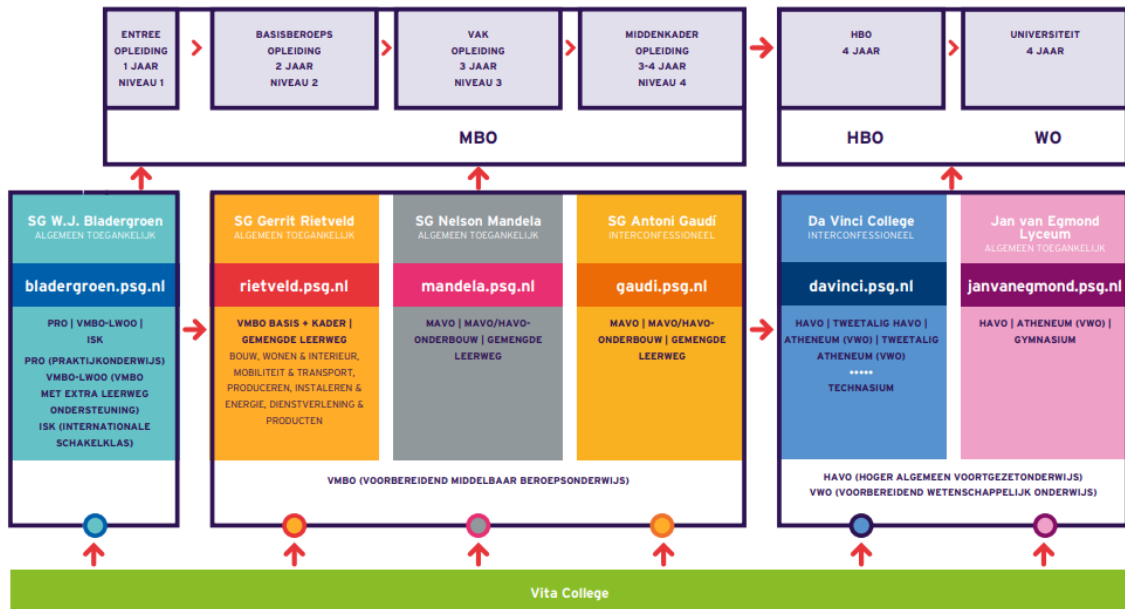 ENTREE
OPLEIDING
1 JAAR
NIVEAU 1
BASISBEROEPS
OPLEIDING
2 JAAR
NIVEAU 2
VAK
OPLEIDING
3 JAAR
NIVEAU 3
MIDDENKADER
OPLEIDING
3-4 JAAR
NIVEAU 4
HBO
4 JAAR
UNIVERSITEIT
4 JAAR
MBO
HBO
WO
SG W.J. Bladergroen
ALGEMEEN TOEGANKELIJK
bladergroen.psg.nl
PRO | VMBO-LWOO |
ISK
PRO (PRAKTIJKONDERWIJS)
VMBO-LWOO (VMBO
MET EXTRA LEERWEG
ONDERSTEUNING)
ISK (INTERNATIONALE
SCHAKELKLAS)
SG Gerrit Rietveld
ALGEMEEN TOEGANKELIJK
rietveld.psg.nl
VMBO BASIS + KADER |
GEMENGDE LEERWEG
BOUW, WONEN & INTERIEUR,
MOBILITEIT & TRANSPORT,
PRODUCEREN, INSTALEREN &
ENERGIE, DIENSTVERLENING &
PRODUCTEN
SG Nelson Mandela
ALGEMEEN TOEGANKELIJK
mandela.psg.nl
MAVO | MAVO/HAVO-
ONDERBOUW | GEMENGDE
LEERWEG
SG Antoni Gaudí
INTERCONFESSIONEEL
gaudi.psg.nl
MAVO | MAVO/HAVO-
ONDERBOUW | GEMENGDE
LEERWEG
VMBO (VOORBEREIDEND MIDDELBAAR BEROEPSONDERWIJS)
Da Vinci College
INTERCONFESSIONEEL
davinci.psg.nl
HAVO | TWEETALIG HAVO |
ATHENEUM (VWO) | TWEETALIG
ATHENEUM (VWO)
•••••
TECHNASIUM
Jan van Egmond
Lyceum
ALGEMEEN TOEGANKELIJK
janvanegmond.psg.nl
HAVO | ATHENEUM (VWO) |
GYMNASIUM
HAVO (HOGER ALGEMEEN VOORTGEZETONDERWIJS)
VWO (VOORBEREIDEND WETENSCHAPPELIJK ONDERWIJS)
Vita College